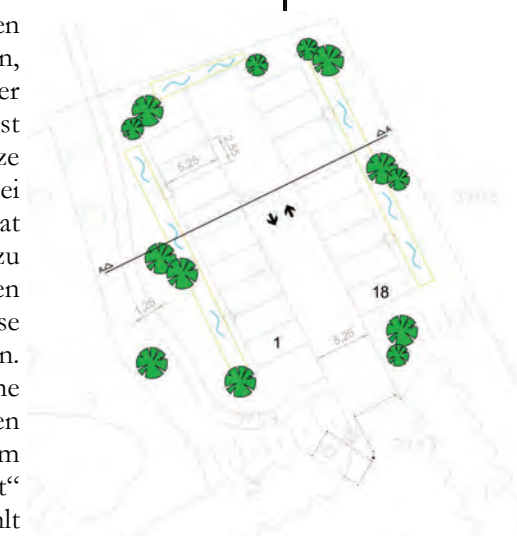 en
n,
er
st
ze
ei
at
zu
en
se
n.
ne
en
m
t“
lt
5.25
2.55
A
A
1.25
18
1
5.25